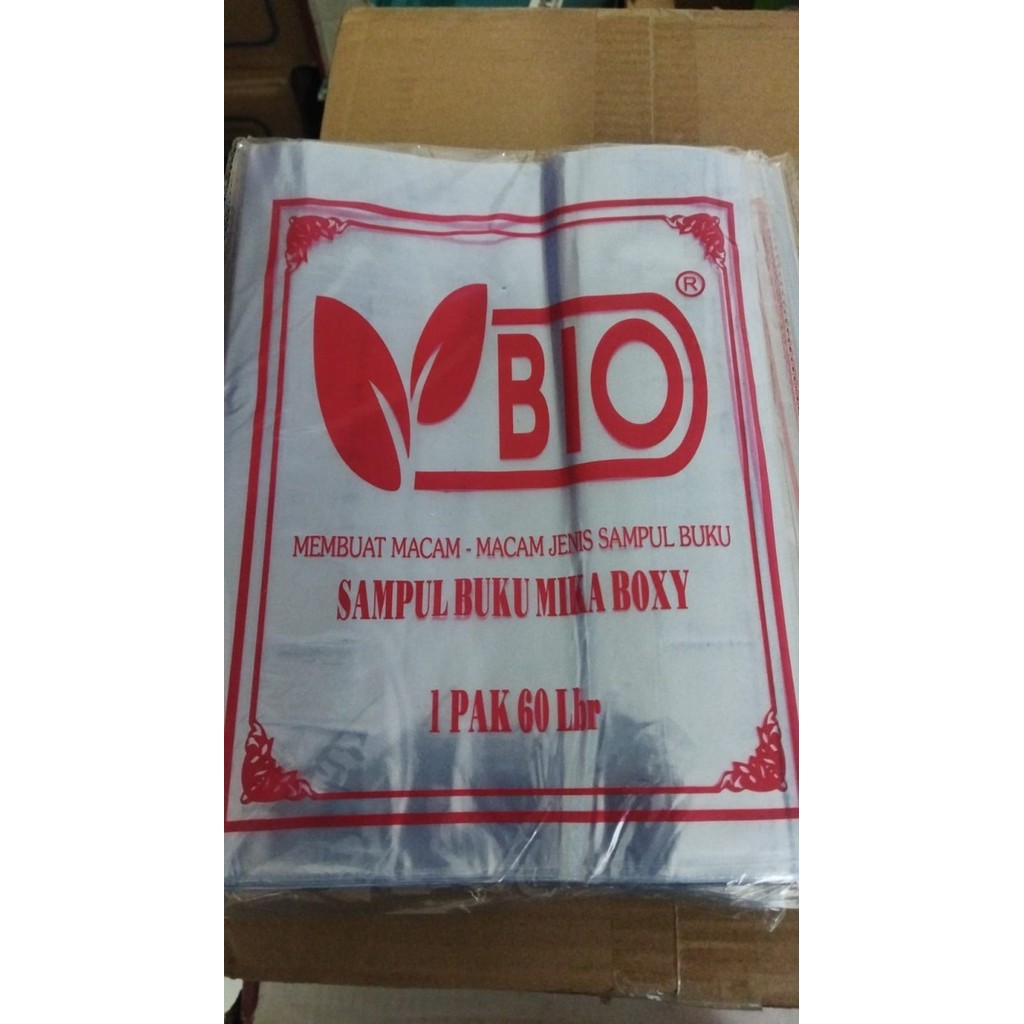 BIO ®
MEMBUAT MACAM - MACAM JENIS SAMPUL BUKU
SAMPUL BUKU MIKA BOXY
1 PAK 60 Lbr